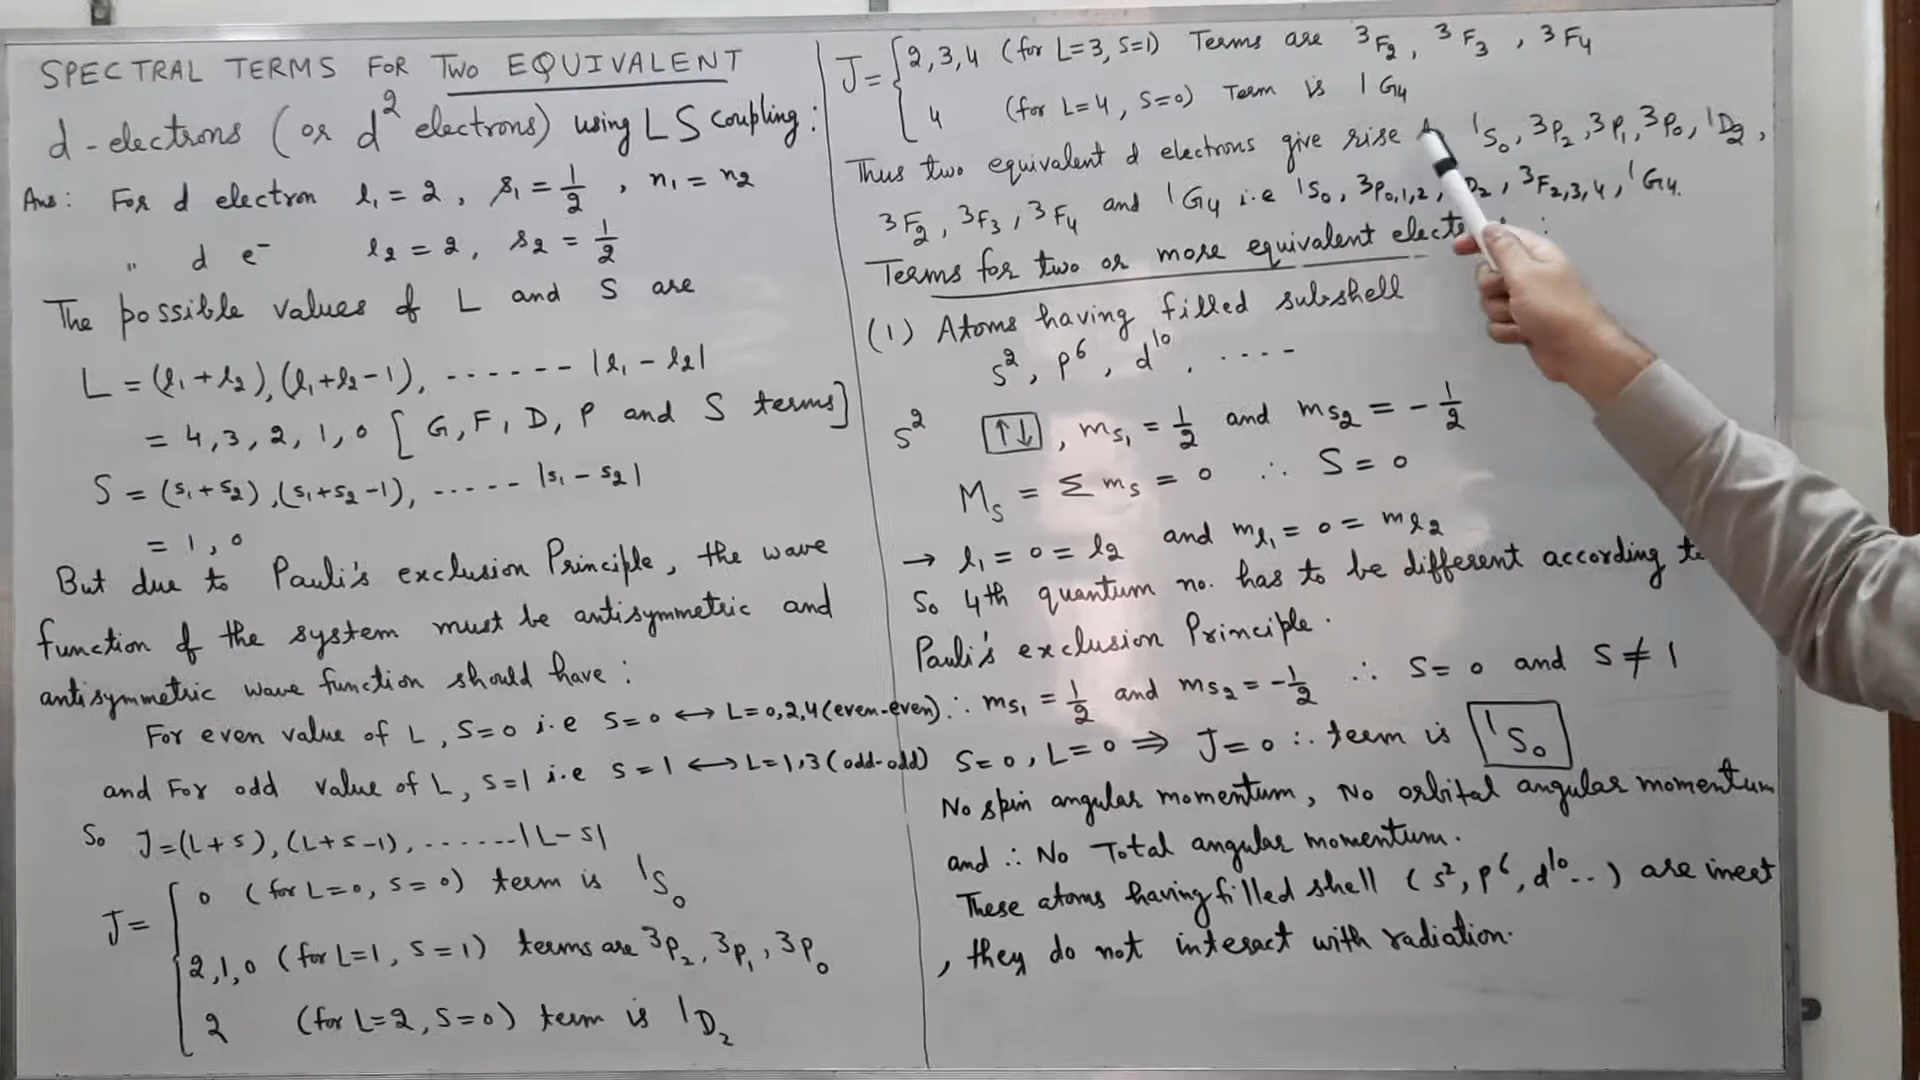 SPECTRAL TERMS FOR TWO EQUIVALENT
d-electrons (or d² electrons) using LS coupling:
Ans: For d electron l₁ = 2, s₁ = 1/2, n₁ = n₂
" d e⁻ l₂ = 2, s₂ = 1/2
The possible values of L and S are
L = (l₁+l₂), (l₁+l₂-1), ------ |l₁ - l₂|
= 4, 3, 2, 1, 0 [G, F, D, P and S terms]
S = (s₁+s₂), (s₁+s₂-1), ----- |s₁ - s₂|
= 1, 0
But due to Pauli's exclusion Principle, the wave
function of the system must be antisymmetric and
antisymmetric wave function should have:
For even value of L, S=0 i.e S=0 ⟷ L=0,2,4 (even-even)
and For odd value of L, S=1 i.e S=1 ⟷ L=1,3 (odd-odd)
So J=(L+S), (L+S-1), ------- |L-S|
J= { 0 (for L=0, S=0) term is ¹S₀
2,1,0 (for L=1, S=1) terms are ³P₂, ³P₁, ³P₀
2 (for L=2, S=0) term is ¹D₂
J= { 2,3,4 (for L=3, S=1) Terms are ³F₂, ³F₃, ³F₄
4 (for L=4, S=0) Term is ¹G₄
Thus two equivalent d electrons give rise ¹S₀, ³P₂, ³P₁, ³P₀, ¹D₂,
³F₂, ³F₃, ³F₄ and ¹G₄ i.e ¹S₀, ³P₀,₁,₂, D₂, ³F₂,₃,₄, ¹G₄.
Terms for two or more equivalent :
(1) Atoms having filled subshell
s², p⁶, d¹⁰, ----
s² [↑↓], ms₁ = 1/2 and ms₂ = -1/2
Ms = Σ ms = 0 ∴ S = 0
→ l₁ = 0 = l₂ and ml₁ = 0 = ml₂
So 4th quantum no. has to be different according to
Pauli's exclusion Principle.
∴ ms₁ = 1/2 and ms₂ = -1/2 ∴ S = 0 and S ≠ 1
S=0, L=0 ⇒ J=0 ∴ term is ¹S₀
No spin angular momentum, No orbital angular momentum
and ∴ No Total angular momentum.
These atoms having filled shell (s², p⁶, d¹⁰..) are inert
, they do not interact with radiation.